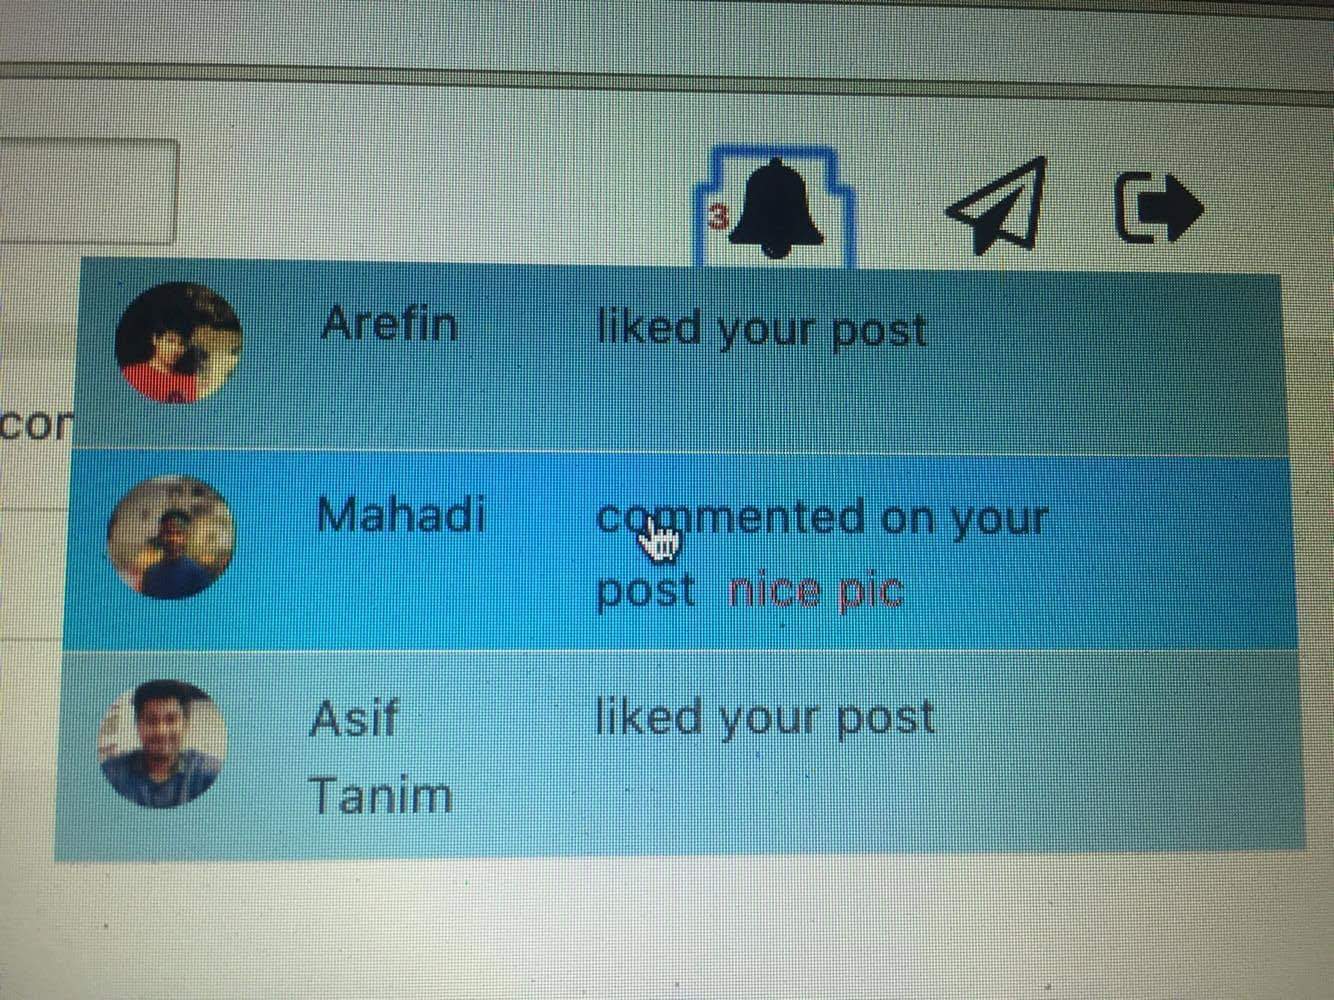 3
Arefin liked your post
cor
Mahadi commented on your
post nice pic
Asif liked your post
Tanim